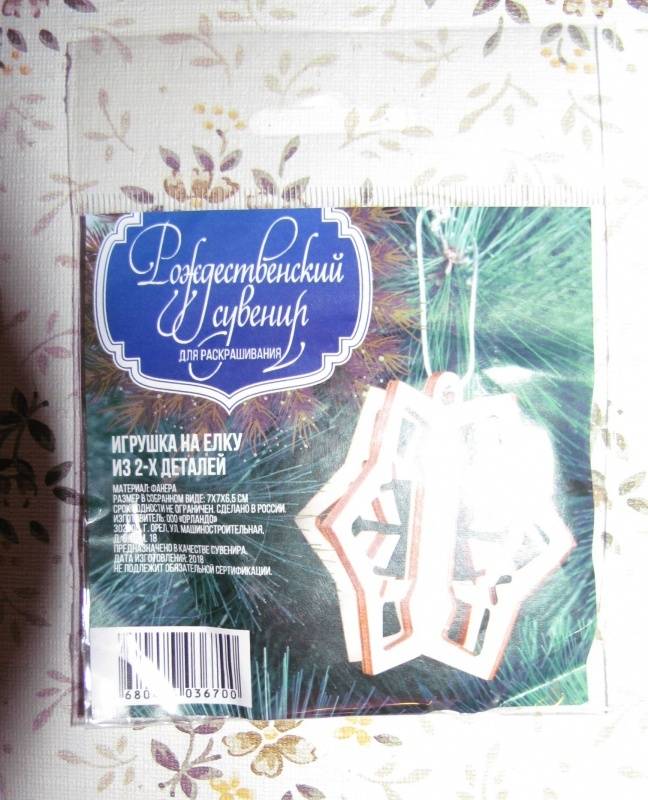 Рождественский
сувенир
ДЛЯ РАСКРАШИВАНИЯ
ИГРУШКА НА ЕЛКУ
ИЗ 2-Х ДЕТАЛЕЙ
МАТЕРИАЛ: ФАНЕРА
РАЗМЕР В СОБРАННОМ ВИДЕ: 7Х7Х6.5 СМ
СРОК ГОДНОСТИ НЕ ОГРАНИЧЕН. СДЕЛАНО В РОССИИ.
ИЗГОТОВИТЕЛЬ: ООО «ОРЛАНДО»
Г. ОРЕЛ, УЛ. МАШИНОСТРОИТЕЛЬНАЯ,
18
ПРЕДНАЗНАЧЕНО В КАЧЕСТВЕ СУВЕНИРА.
ДАТА ИЗГОТОВЛЕНИЯ: 2018
НЕ ПОДЛЕЖИТ ОБЯЗАТЕЛЬНОЙ СЕРТИФИКАЦИИ.
036700